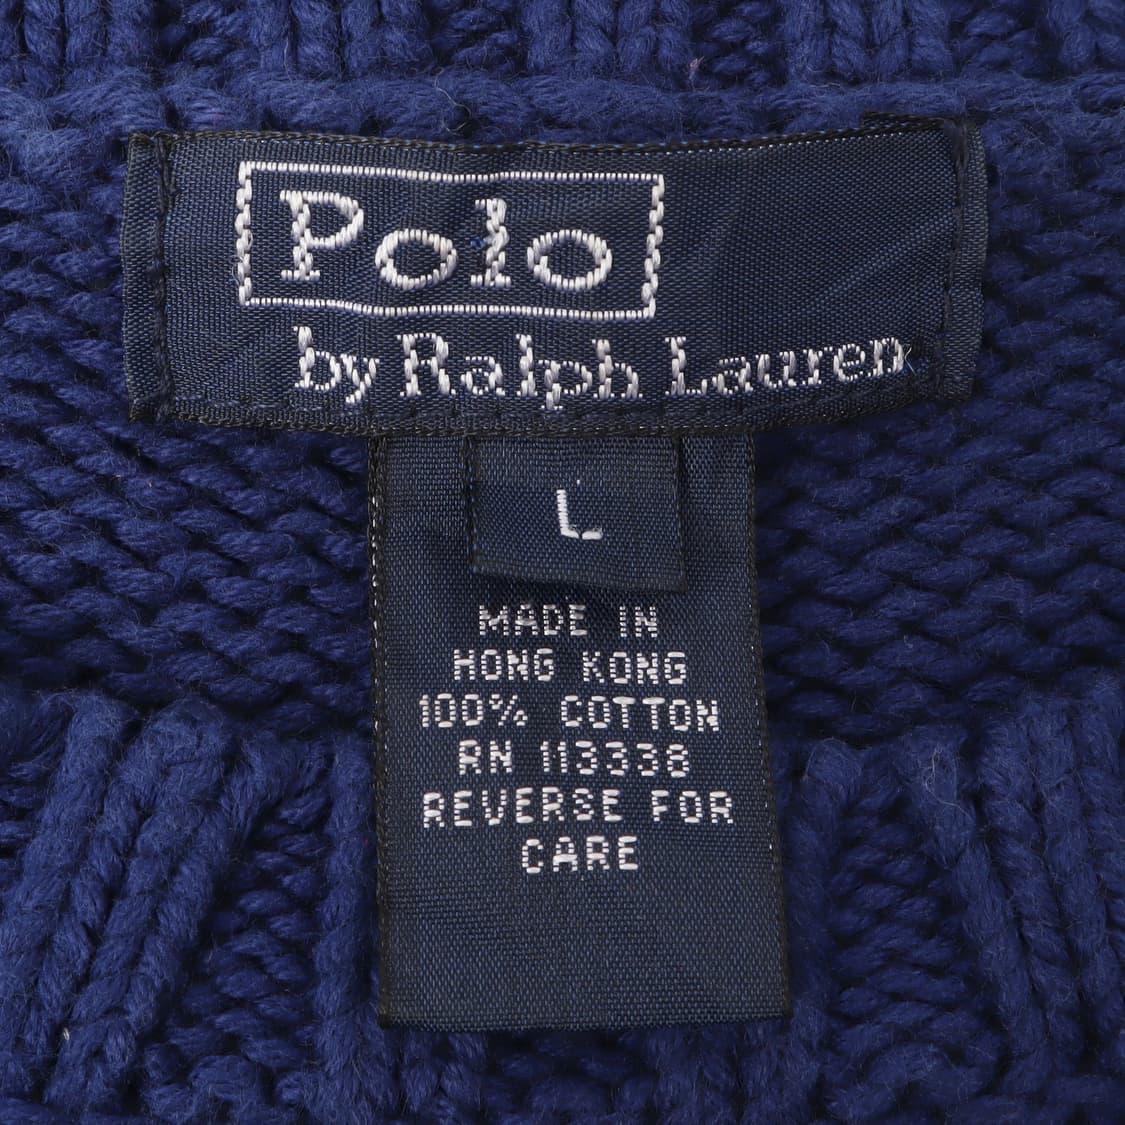 Polo
by Ralph Lauren
L
MADE IN
HONG KONG
100% COTTON
RN 113338
REVERSE FOR
CARE